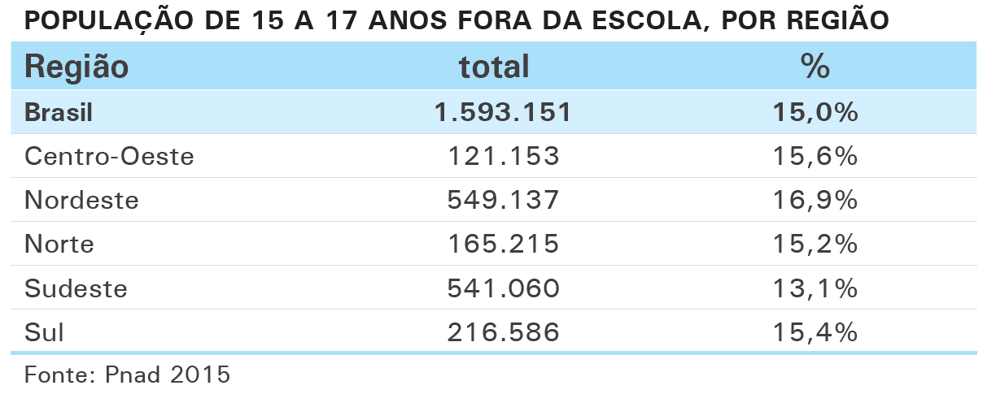 POPULAÇÃO DE 15 A 17 ANOS FORA DA ESCOLA, POR REGIÃO
Região total %
Brasil 1.593.151 15,0%
Centro-Oeste 121.153 15,6%
Nordeste 549.137 16,9%
Norte 165.215 15,2%
Sudeste 541.060 13,1%
Sul 216.586 15,4%
Fonte: Pnad 2015